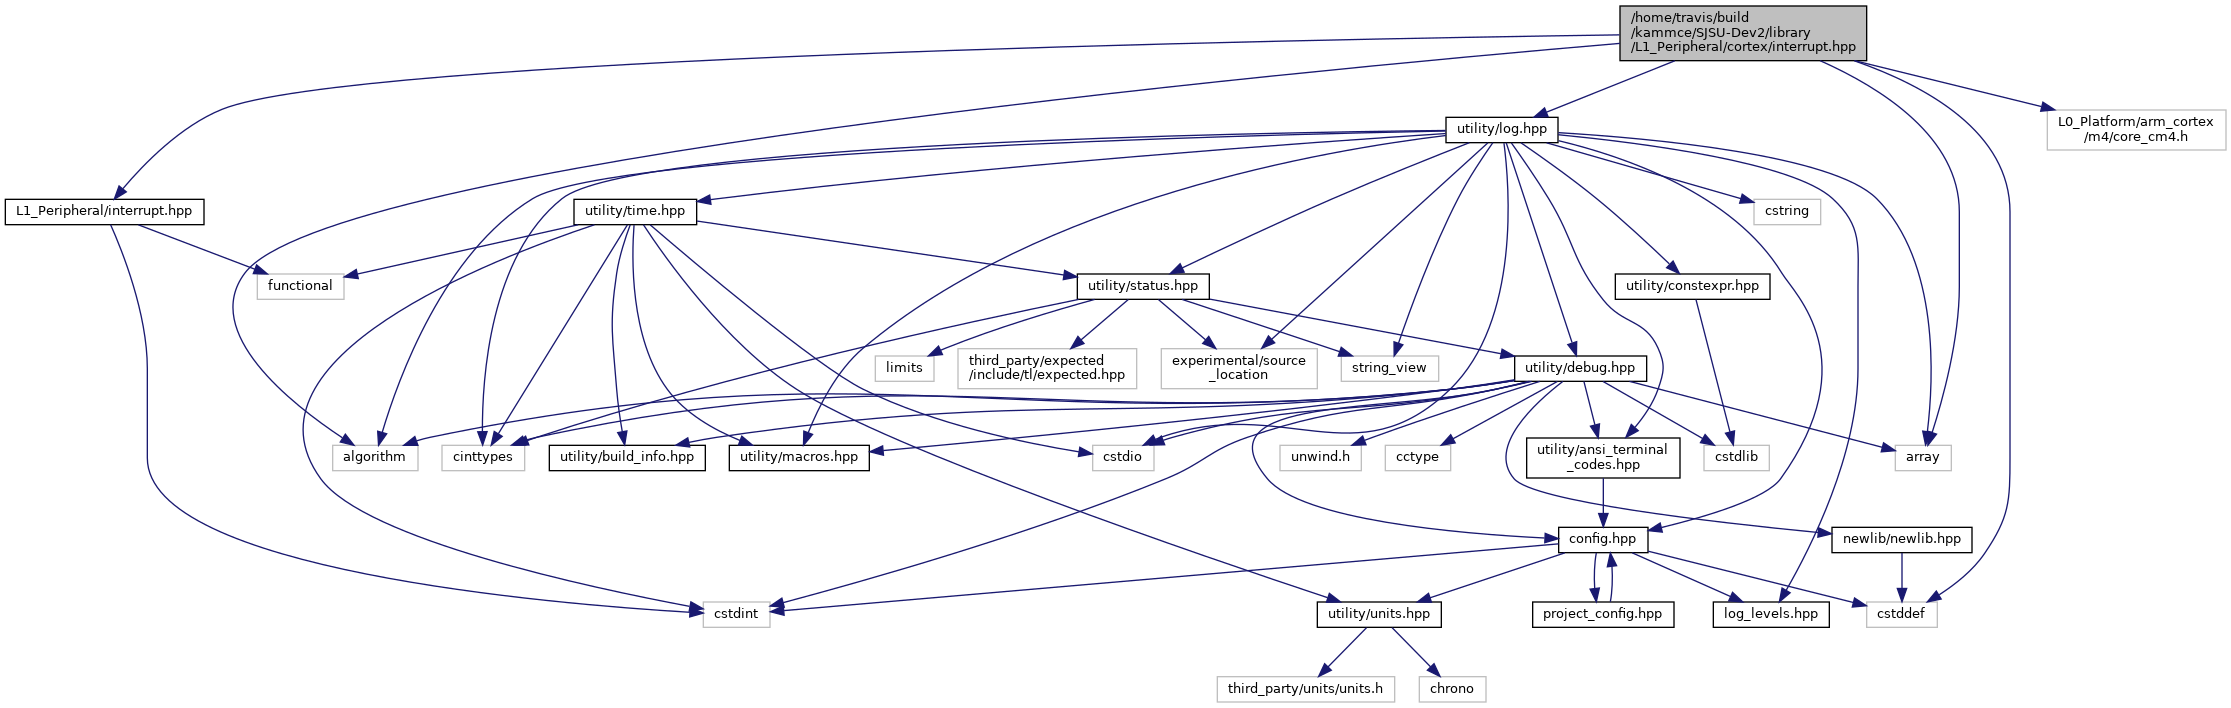 /home/travis/build
/kammce/SJSU-Dev2/library
/L1_Peripheral/cortex/interrupt.hpp
L0_Platform/arm_cortex
/m4/core_cm4.h
utility/log.hpp
L1_Peripheral/interrupt.hpp
utility/time.hpp
cstring
functional
utility/status.hpp
utility/constexpr.hpp
limits
third_party/expected
/include/tl/expected.hpp
experimental/source
_location
string_view
utility/debug.hpp
algorithm
cinttypes
utility/build_info.hpp
utility/macros.hpp
cstdio
unwind.h
cctype
utility/ansi_terminal
_codes.hpp
cstdlib
array
config.hpp
newlib/newlib.hpp
cstdint
utility/units.hpp
project_config.hpp
log_levels.hpp
cstddef
third_party/units/units.h
chrono